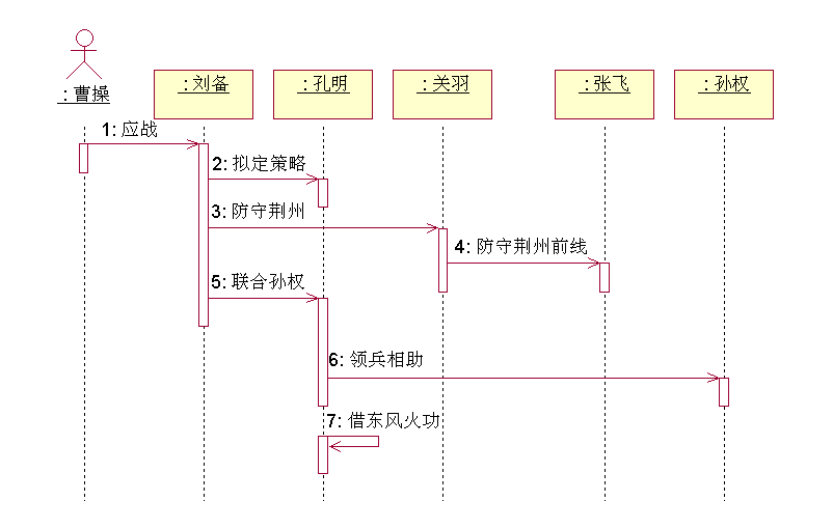 : 曹操
: 刘备
: 孔明
: 关羽
: 张飞
: 孙权
1: 应战
2: 拟定策略
3: 防守荆州
4: 防守荆州前线
5: 联合孙权
6: 领兵相助
7: 借东风火功